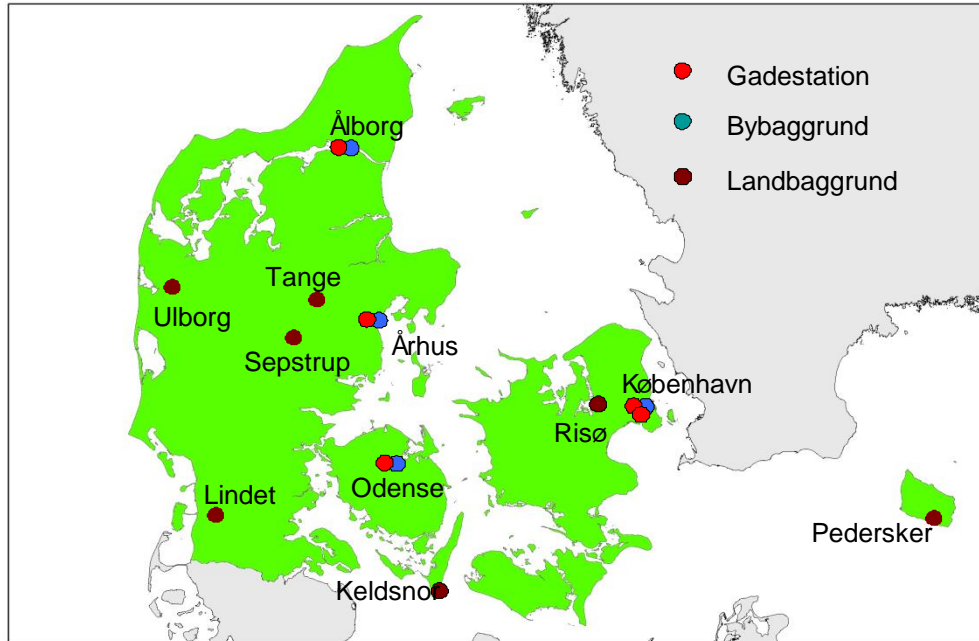 Gadestation
Ålborg
Bybaggrund
Landbaggrund
Tange
Ulborg
Århus
Sepstrup
København
Risø
Odense
Lindet
Pedersker
Keldsnor